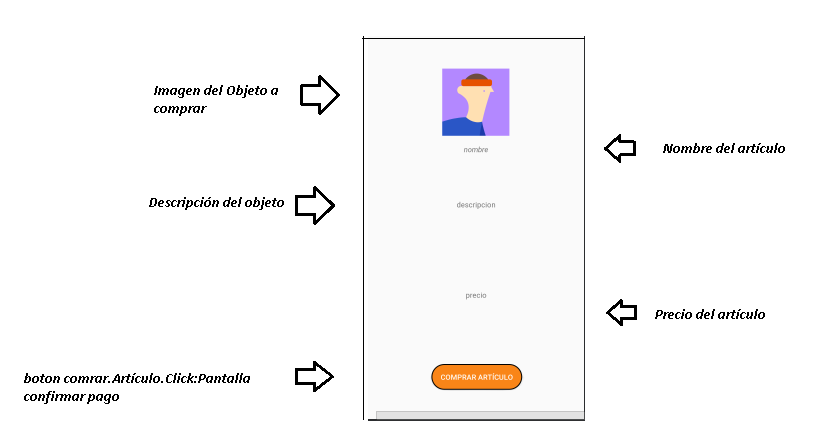 Imagen del Objeto a
comprar
nombre
Nombre del artículo
Descripción del objeto
descripcion
precio
Precio del artículo
boton comrar.Artículo.Click:Pantalla
confirmar pago
COMPRAR ARTÍCULO